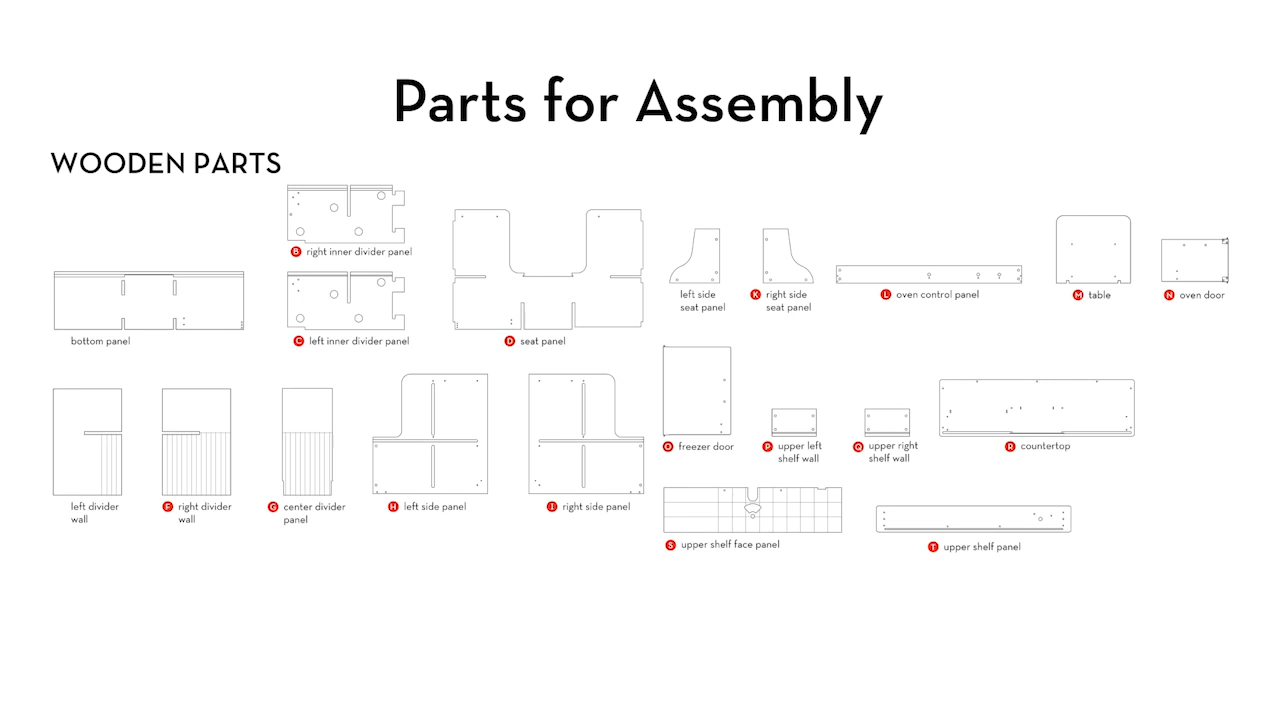 Parts for Assembly
WOODEN PARTS
B right inner divider panel
bottom panel
C left inner divider panel
D seat panel
left side
seat panel
K right side
seat panel
L oven control panel
M table
N oven door
left divider
wall
F right divider
wall
G center divider
panel
H left side panel
I right side panel
O freezer door
P upper left
shelf wall
Q upper right
shelf wall
R countertop
S upper shelf face panel
T upper shelf panel